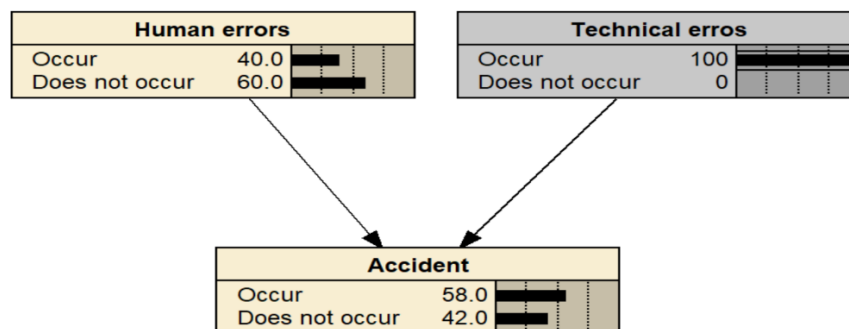 Human errors
Occur 40.0
Does not occur 60.0
Technical erros
Occur 100
Does not occur 0
Accident
Occur 58.0
Does not occur 42.0